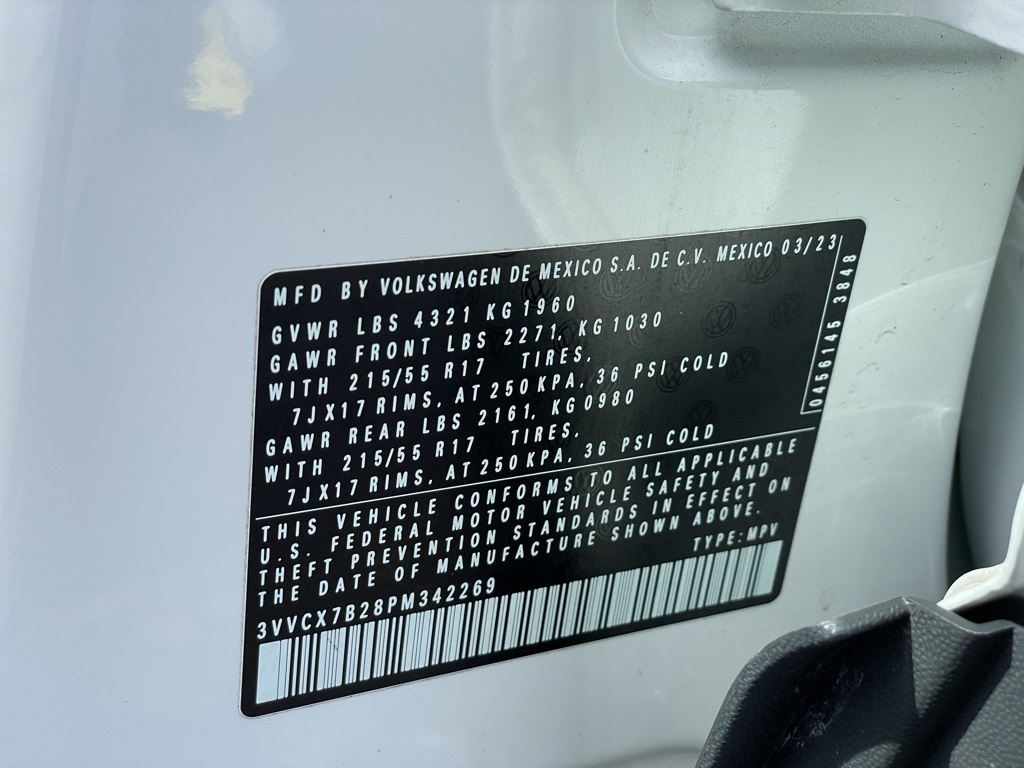 MFD BY VOLKSWAGEN DE MEXICO S.A. DE C.V. MEXICO 03/23
GVWR LBS 4321 KG 1960
GAWR FRONT LBS 2271, KG 1030
WITH 215/55 R17 TIRES,
7JX17 RIMS, AT 250 KPA, 36 PSI COLD
GAWR REAR LBS 2161, KG 0980
WITH 215/55 R17 TIRES,
7JX17 RIMS, AT 250 KPA, 36 PSI COLD
0456145 3848
THIS VEHICLE CONFORMS TO ALL APPLICABLE
U.S. FEDERAL MOTOR VEHICLE SAFETY AND
THEFT PREVENTION STANDARDS IN EFFECT ON
THE DATE OF MANUFACTURE SHOWN ABOVE.
3VVCX7B28PM342269 TYPE: MPV